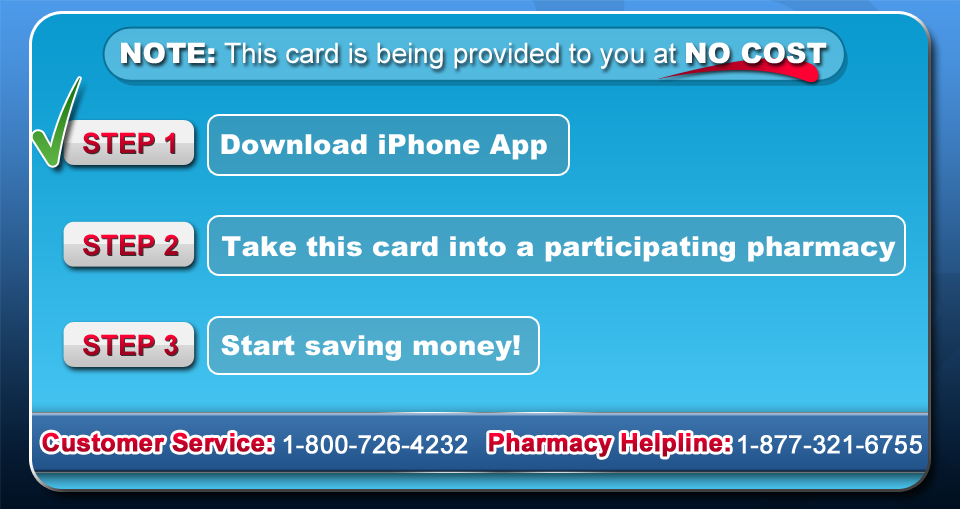 NOTE: This card is being provided to you at NO COST
STEP 1 Download iPhone App
STEP 2 Take this card into a participating pharmacy
STEP 3 Start saving money!
Customer Service: 1-800-726-4232 Pharmacy Helpline: 1-877-321-6755